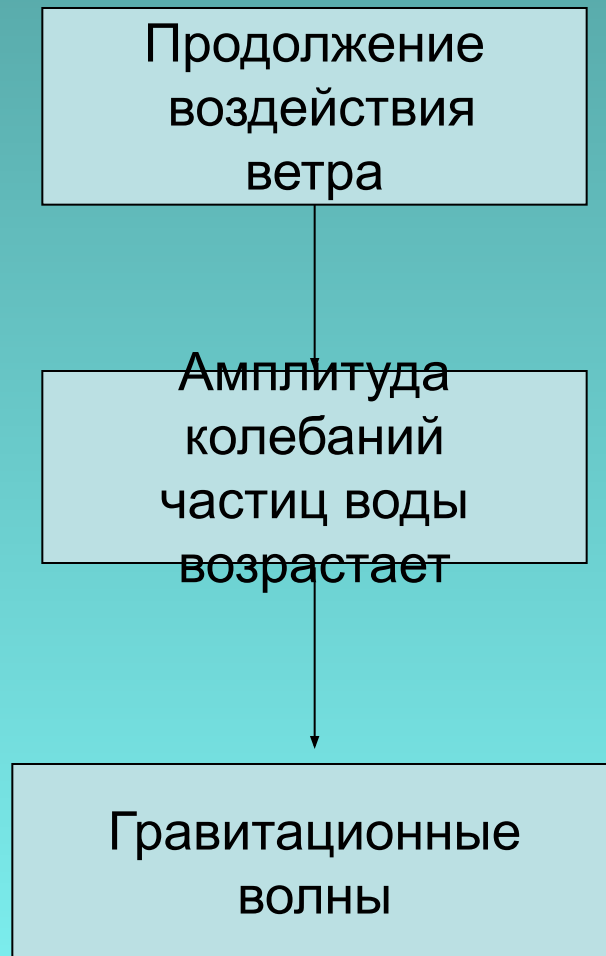 Продолжение
воздействия
ветра
Амплитуда
колебаний
частиц воды
возрастает
Гравитационные
волны